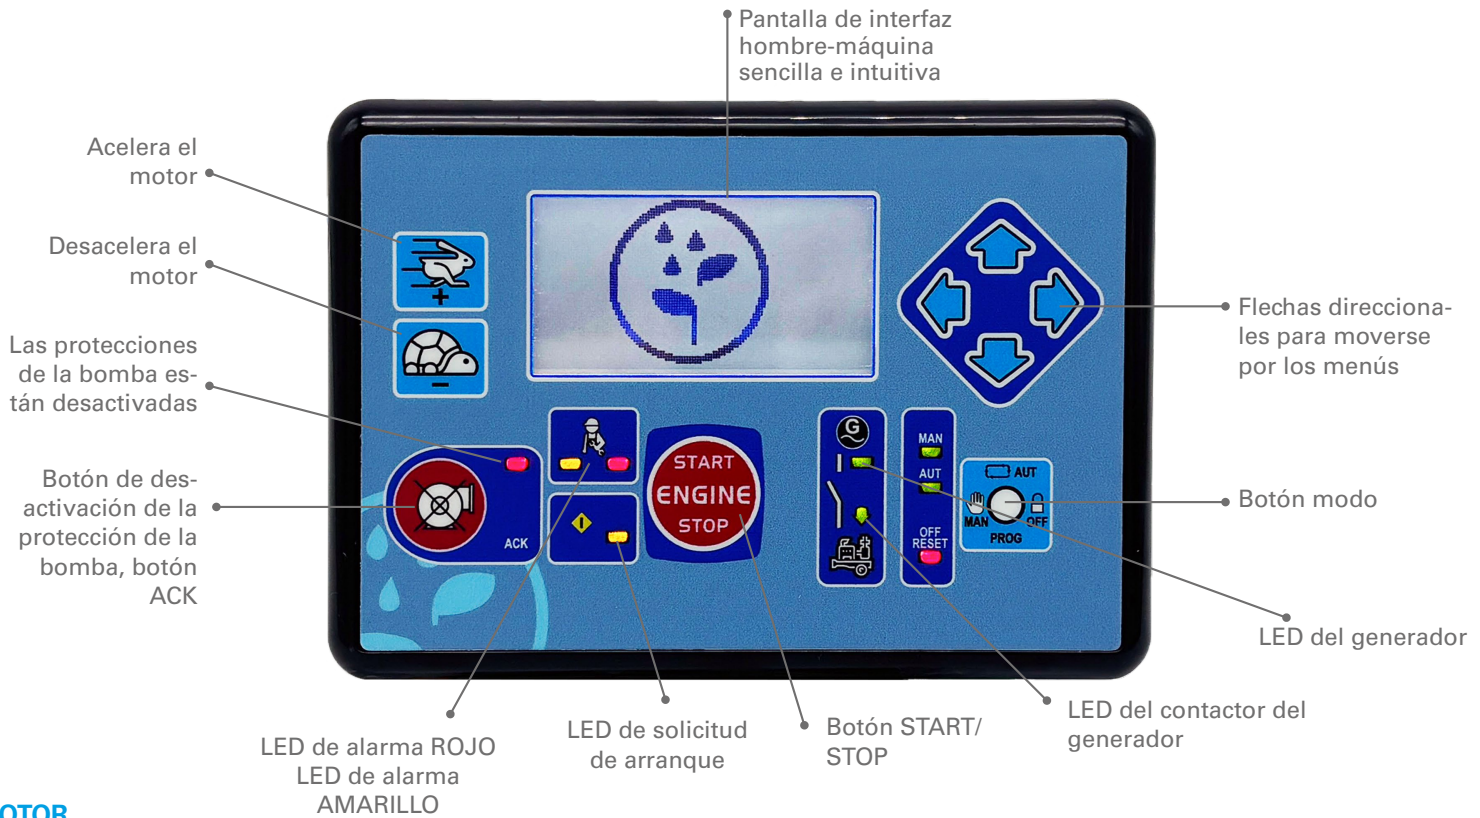 Pantalla de interfaz
hombre-máquina
sencilla e intuitiva
Acelera el
motor
Desacelera el
motor
Las protecciones
de la bomba es-
tán desactivadas
Botón de des-
activación de la
protección de la
bomba, botón
ACK
+
-
ACK
START
ENGINE
STOP
G
MAN
AUT
OFF
RESET
AUT
MAN
OFF
PROG
Flechas direcciona-
les para moverse
por los menús
Botón modo
LED del generador
LED del contactor del
generador
Botón START/
STOP
LED de solicitud
de arranque
LED de alarma ROJO
LED de alarma
AMARILLO
OTOR